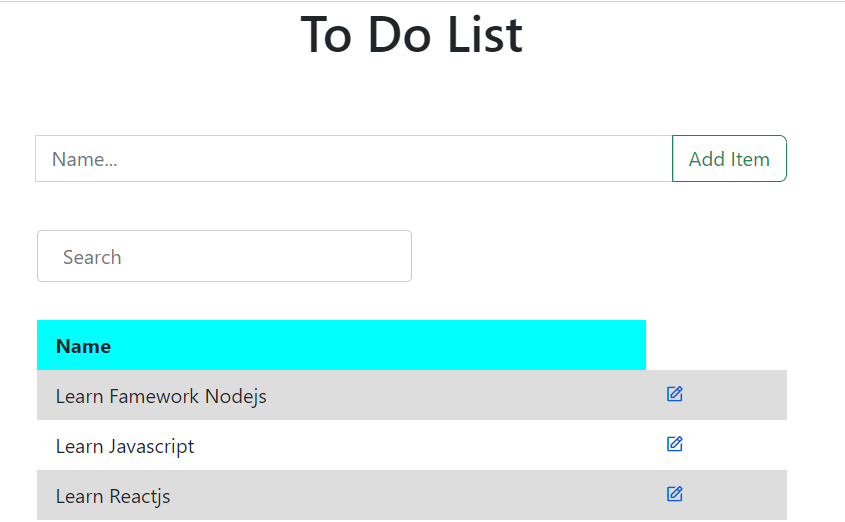 To Do List
Name...
Add Item
Search
Name
Learn Famework Nodejs
Learn Javascript
Learn Reactjs